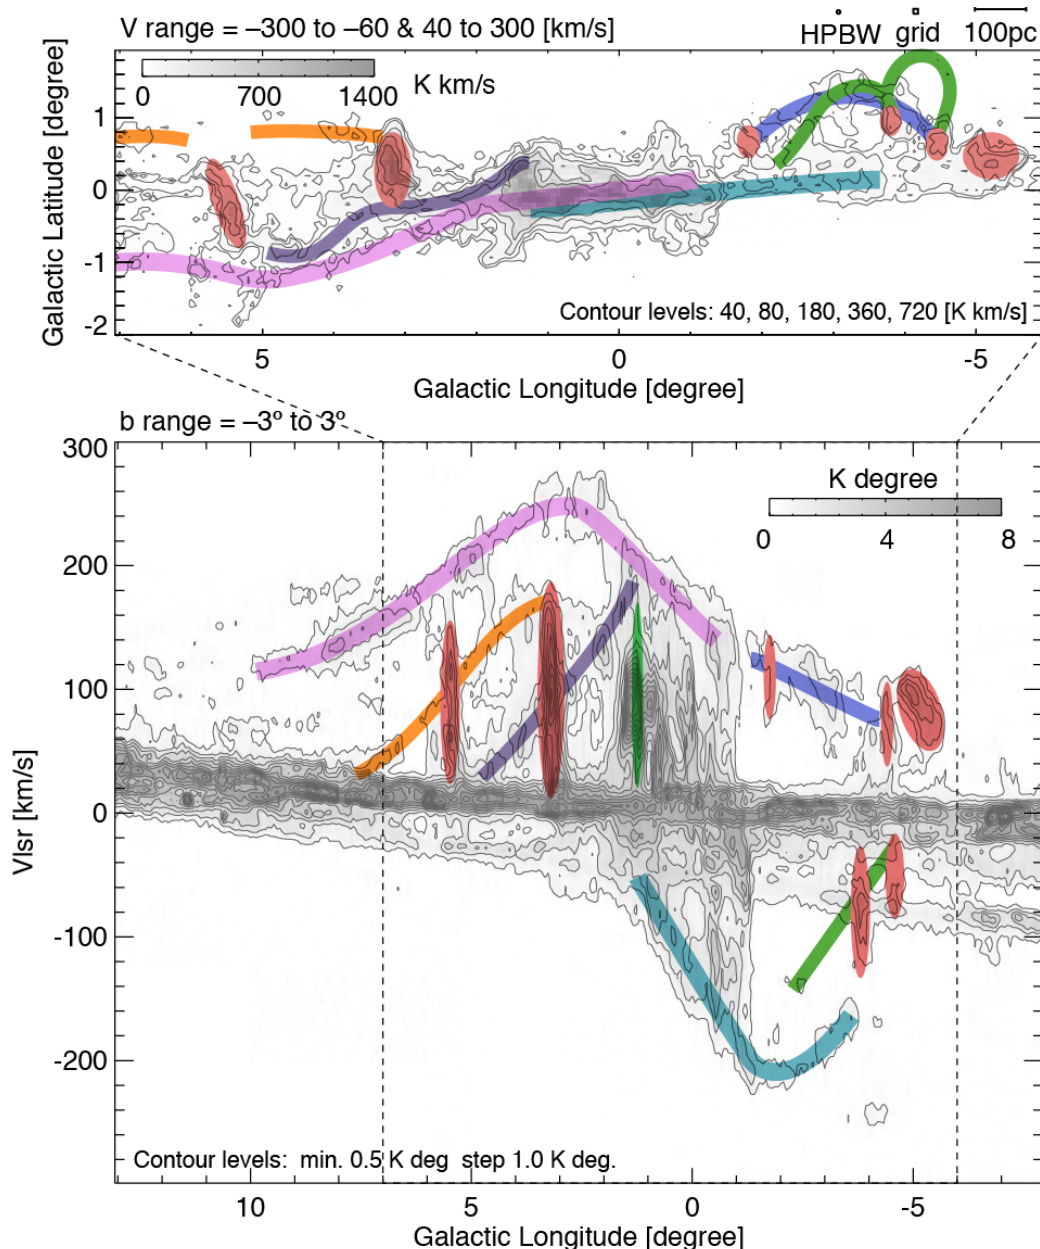 V range = –300 to –60 & 40 to 300 [km/s]
HPBW grid 100pc
0 700 1400 K km/s
Galactic Latitude [degree]
1
0
-1
-2
Contour levels: 40, 80, 180, 360, 720 [K km/s]
5 0 -5
Galactic Longitude [degree]
b range = –3° to 3°
300
200
100
0
-100
-200
Vlsr [km/s]
K degree
0 4 8
Contour levels: min. 0.5 K deg step 1.0 K deg.
10 5 0 -5
Galactic Longitude [degree]